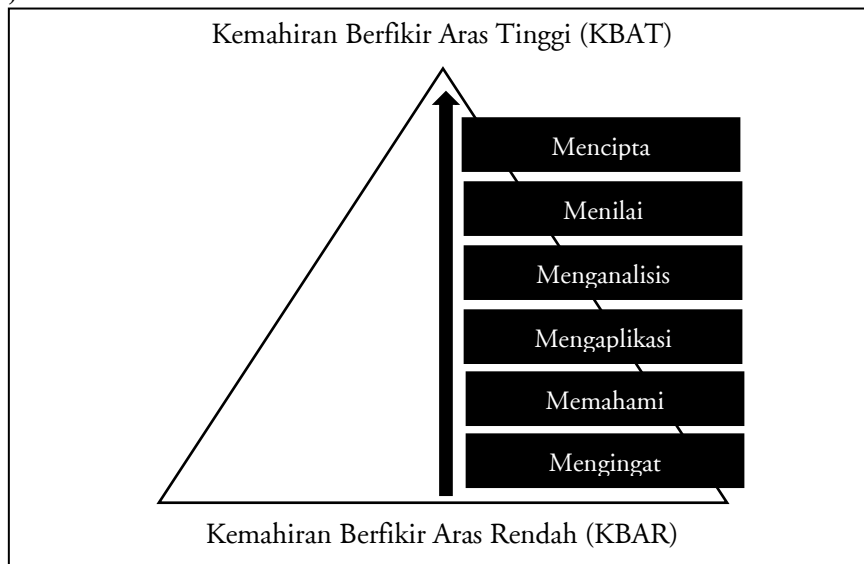 )
Kemahiran Berfikir Aras Tinggi (KBAT)
Mencipta
Menilai
Menganalisis
Mengaplikasi
Memahami
Mengingat
Kemahiran Berfikir Aras Rendah (KBAR)